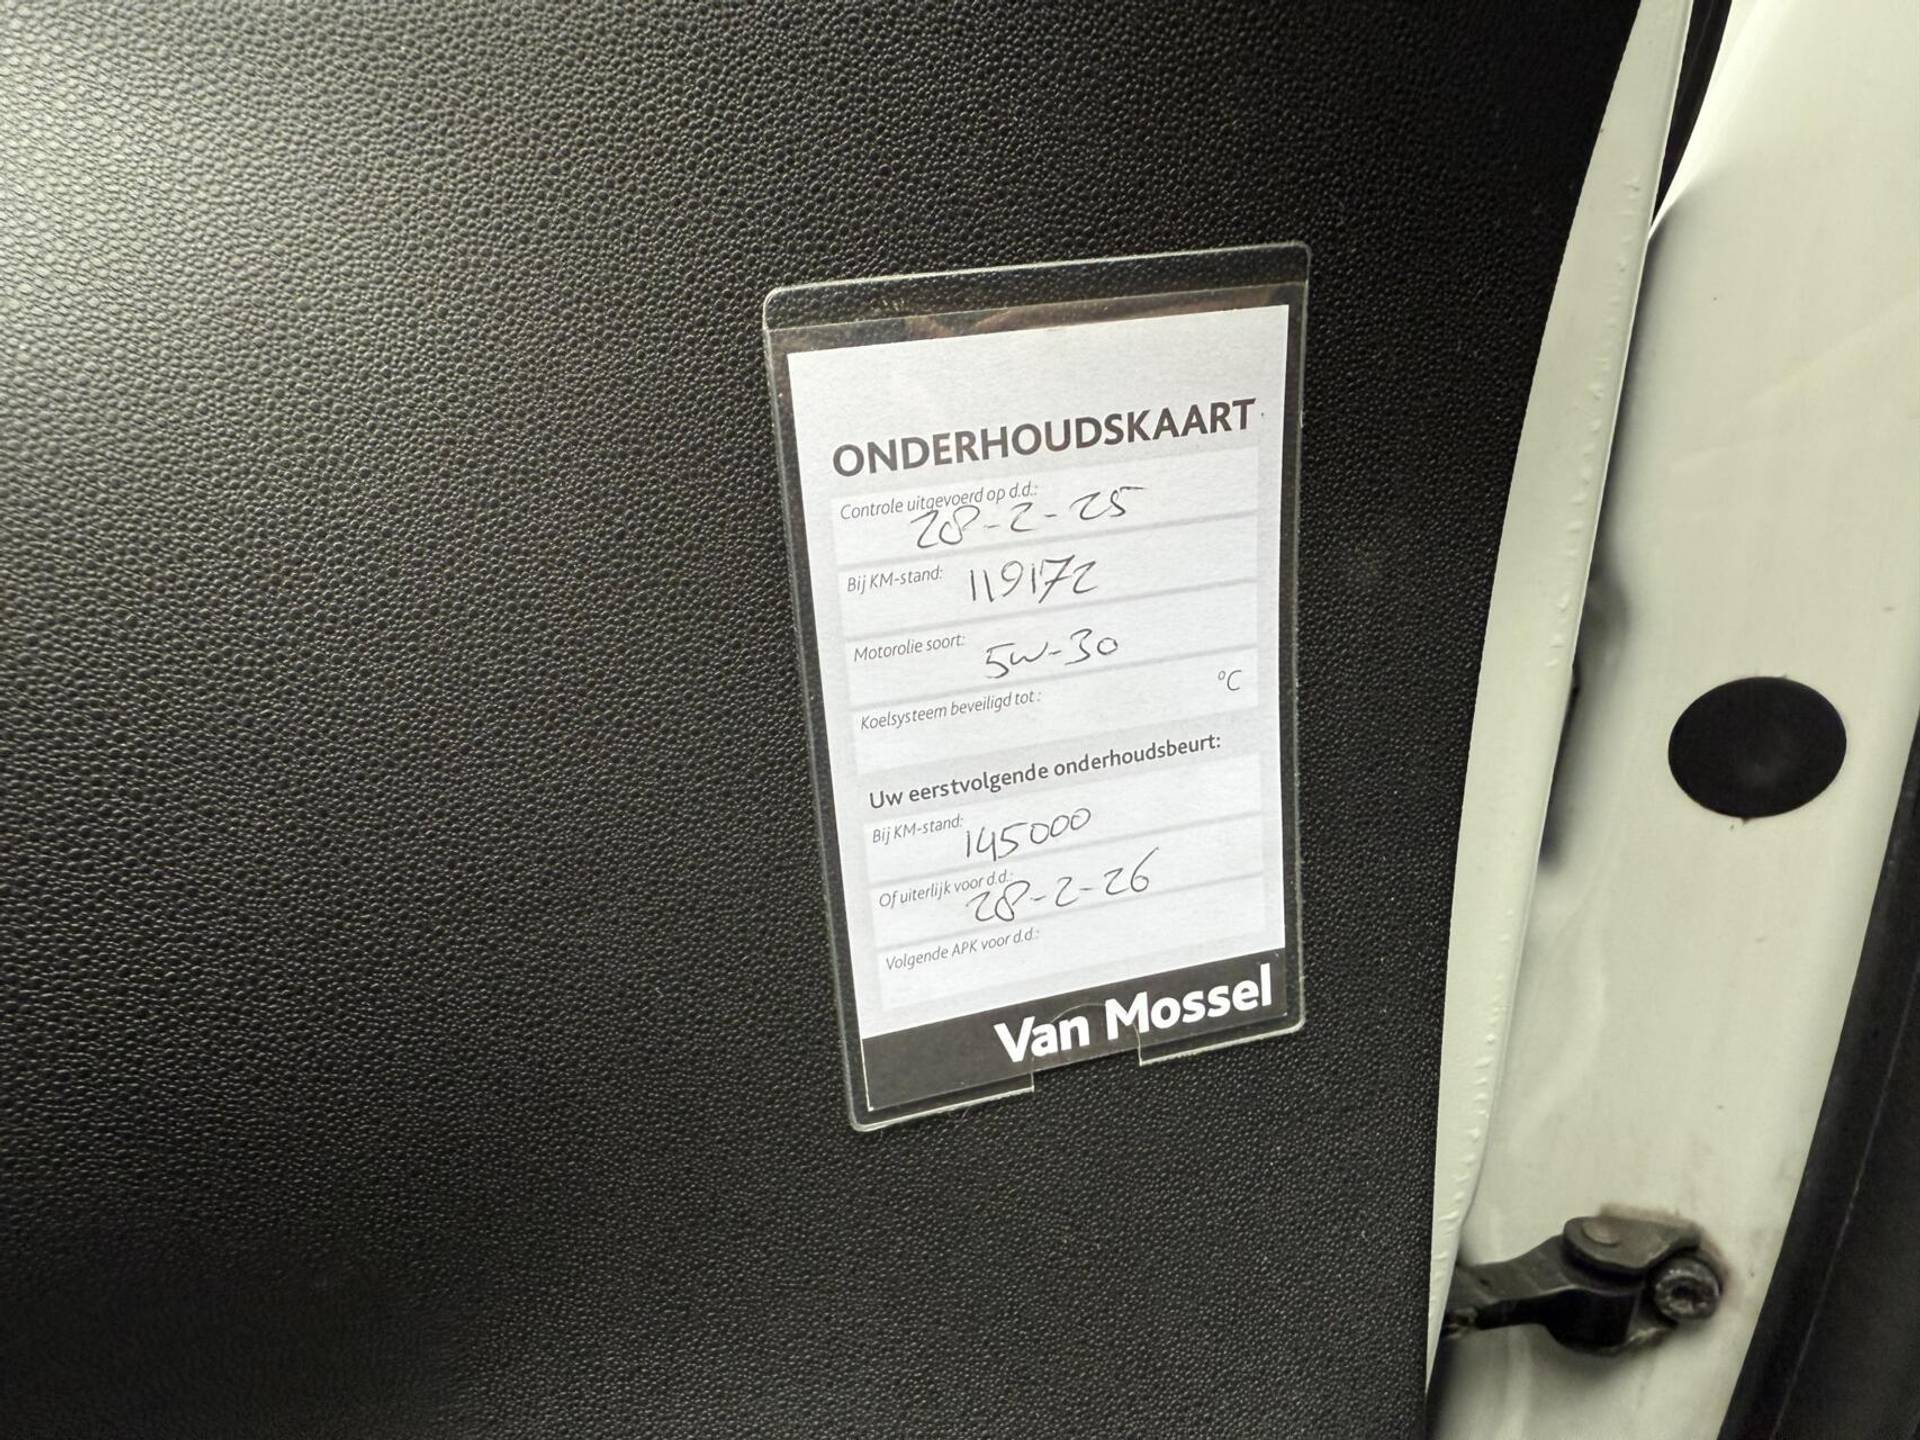 ONDERHOUDSKAART
Controle uitgevoerd op d.d.:
28-2-25
Bij KM-stand: 119172
Motorolie soort: 5W-30
Koelsysteem beveiligd tot: °C
Uw eerstvolgende onderhoudsbeurt:
Bij KM-stand: 145000
Of uiterlijk voor d.d.:
28-2-26
Volgende APK voor d.d.:
Van Mossel